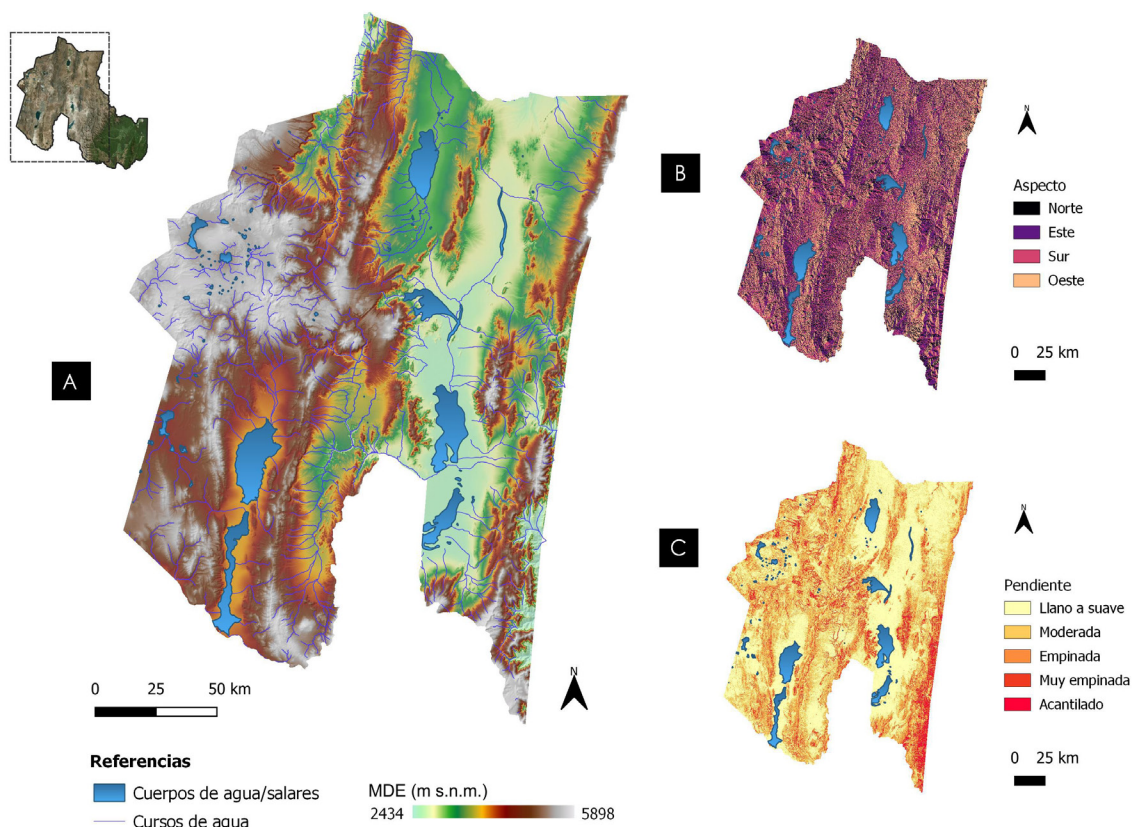 A
N
0 25 50 km
Referencias
Cuerpos de agua/salares
Cursos de agua
MDE (m s.n.m.)
2434 5898
B
N
Aspecto
Norte
Este
Sur
Oeste
0 25 km
C
N
Pendiente
Llano a suave
Moderada
Empinada
Muy empinada
Acantilado
0 25 km